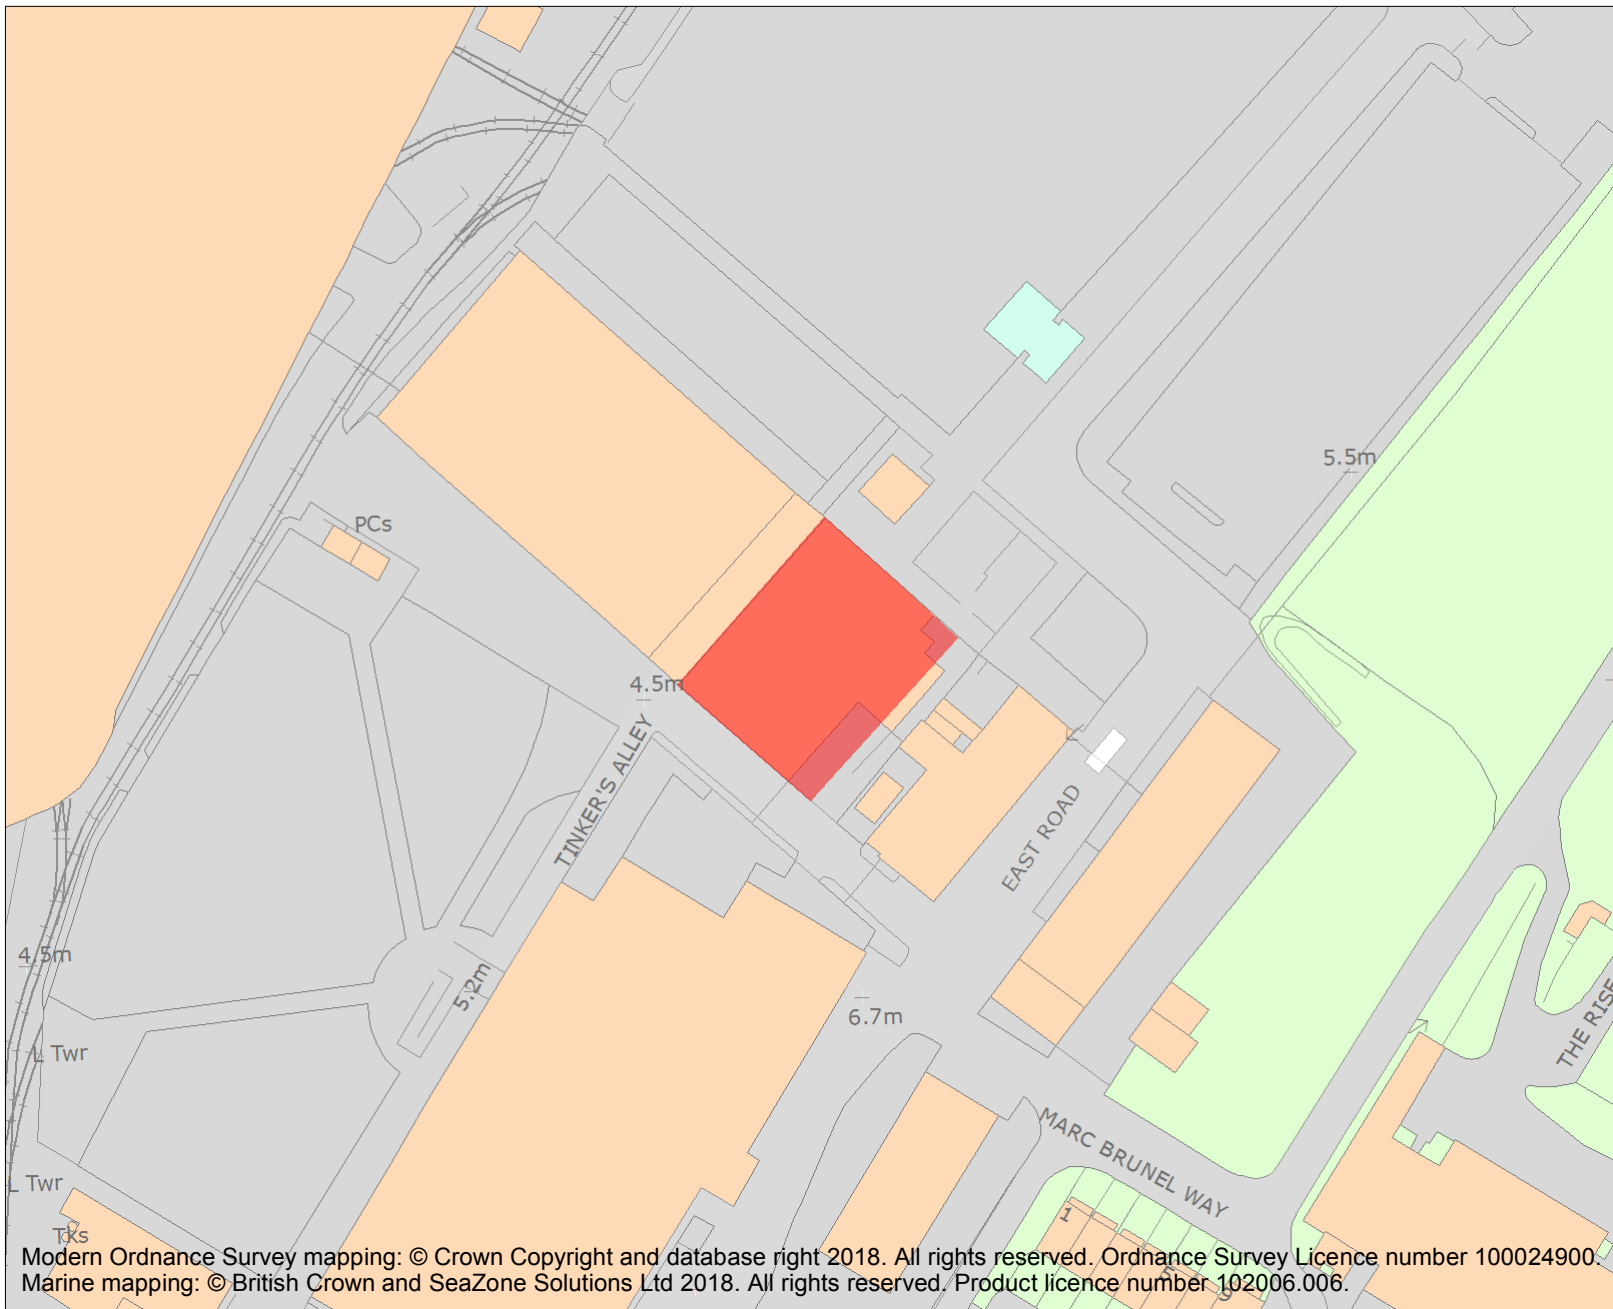 5.5m
PCs
4.5m
TINKER'S ALLEY
EAST ROAD
4.5m
5.2m
6.7m
THE RISE
L Twr
MARC BRUNEL WAY
L Twr
1
Tks
Modern Ordnance Survey mapping: © Crown Copyright and database right 2018. All rights reserved. Ordnance Survey Licence number 100024900.
Marine mapping: © British Crown and SeaZone Solutions Ltd 2018. All rights reserved. Product licence number 102006.006.
5
9